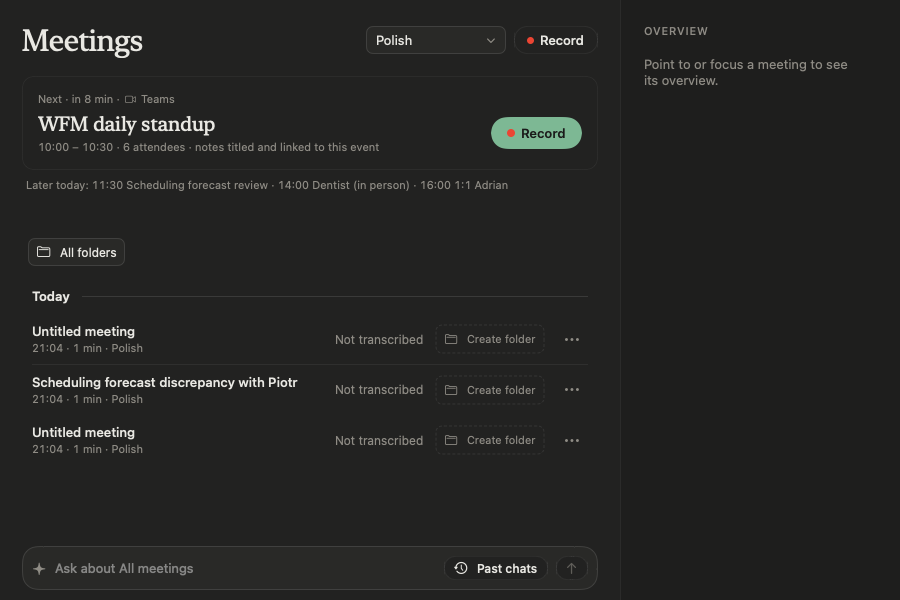 Meetings
Polish
Record
Next · in 8 min · Teams
WFM daily standup
10:00 – 10:30 · 6 attendees · notes titled and linked to this event
Record
Later today: 11:30 Scheduling forecast review · 14:00 Dentist (in person) · 16:00 1:1 Adrian
All folders
Today
Untitled meeting
21:04 · 1 min · Polish
Not transcribed
Create folder
Scheduling forecast discrepancy with Piotr
21:04 · 1 min · Polish
Not transcribed
Create folder
Untitled meeting
21:04 · 1 min · Polish
Not transcribed
Create folder
Ask about All meetings
Past chats
OVERVIEW
Point to or focus a meeting to see
its overview.